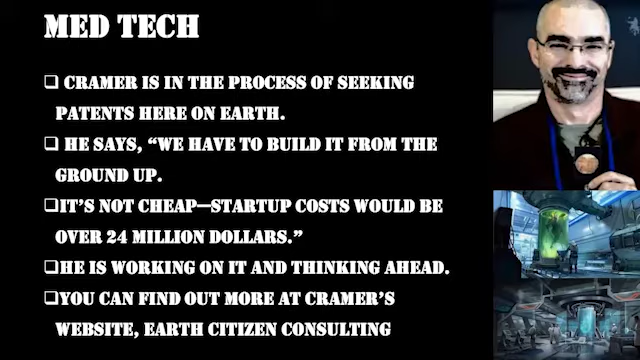 MED TECH
❑ CRAMER IS IN THE PROCESS OF SEEKING
PATENTS HERE ON EARTH.
❑ HE SAYS, “WE HAVE TO BUILD IT FROM THE
GROUND UP.
❑IT’S NOT CHEAP—STARTUP COSTS WOULD BE
OVER 24 MILLION DOLLARS.”
❑HE IS WORKING ON IT AND THINKING AHEAD.
❑YOU CAN FIND OUT MORE AT CRAMER’S
WEBSITE, EARTH CITIZEN CONSULTING